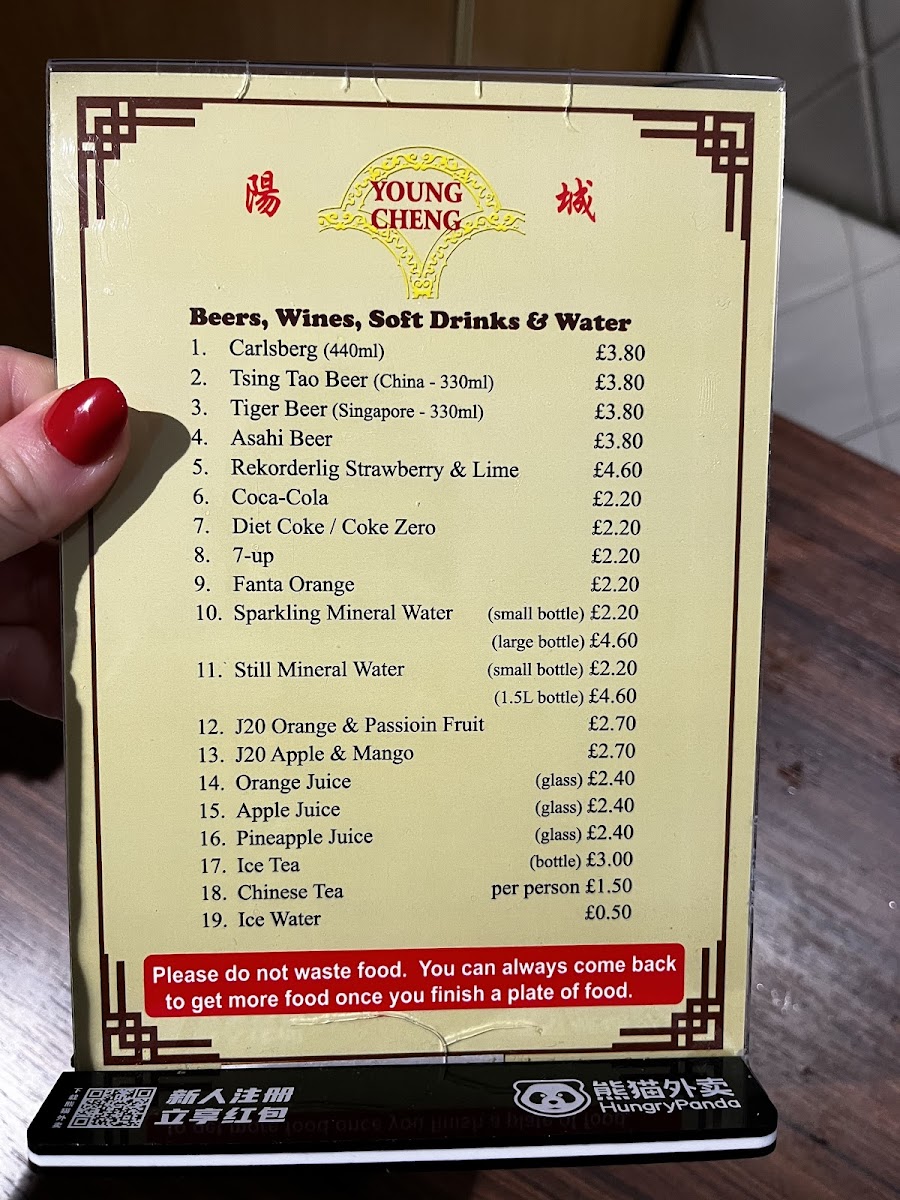 陽 城
YOUNG
CHENG
Beers, Wines, Soft Drinks & Water
1. Carlsberg (440ml) £3.80
2. Tsing Tao Beer (China - 330ml) £3.80
3. Tiger Beer (Singapore - 330ml) £3.80
4. Asahi Beer £3.80
5. Rekorderlig Strawberry & Lime £4.60
6. Coca-Cola £2.20
7. Diet Coke / Coke Zero £2.20
8. 7-up £2.20
9. Fanta Orange £2.20
10. Sparkling Mineral Water (small bottle) £2.20
(large bottle) £4.60
11. Still Mineral Water (small bottle) £2.20
(1.5L bottle) £4.60
12. J20 Orange & Passioin Fruit £2.70
13. J20 Apple & Mango £2.70
14. Orange Juice (glass) £2.40
15. Apple Juice (glass) £2.40
16. Pineapple Juice (glass) £2.40
17. Ice Tea (bottle) £3.00
18. Chinese Tea per person £1.50
19. Ice Water £0.50
Please do not waste food. You can always come back
to get more food once you finish a plate of food.
下载熊猫外卖
新人注册
立享红包
熊猫外卖
HungryPanda